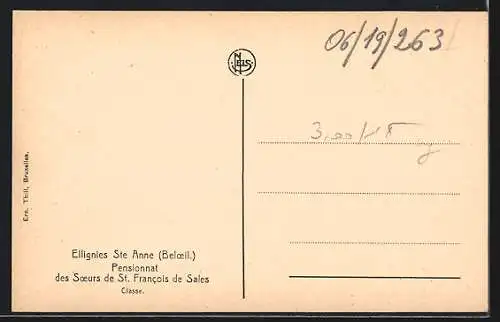 NELS
06/19/263
3,00
Ern. Thill, Bruxelles.
Ellignies Ste Anne (Belœil.)
Pensionnat
des Sœurs de St. François de Sales
Classe.